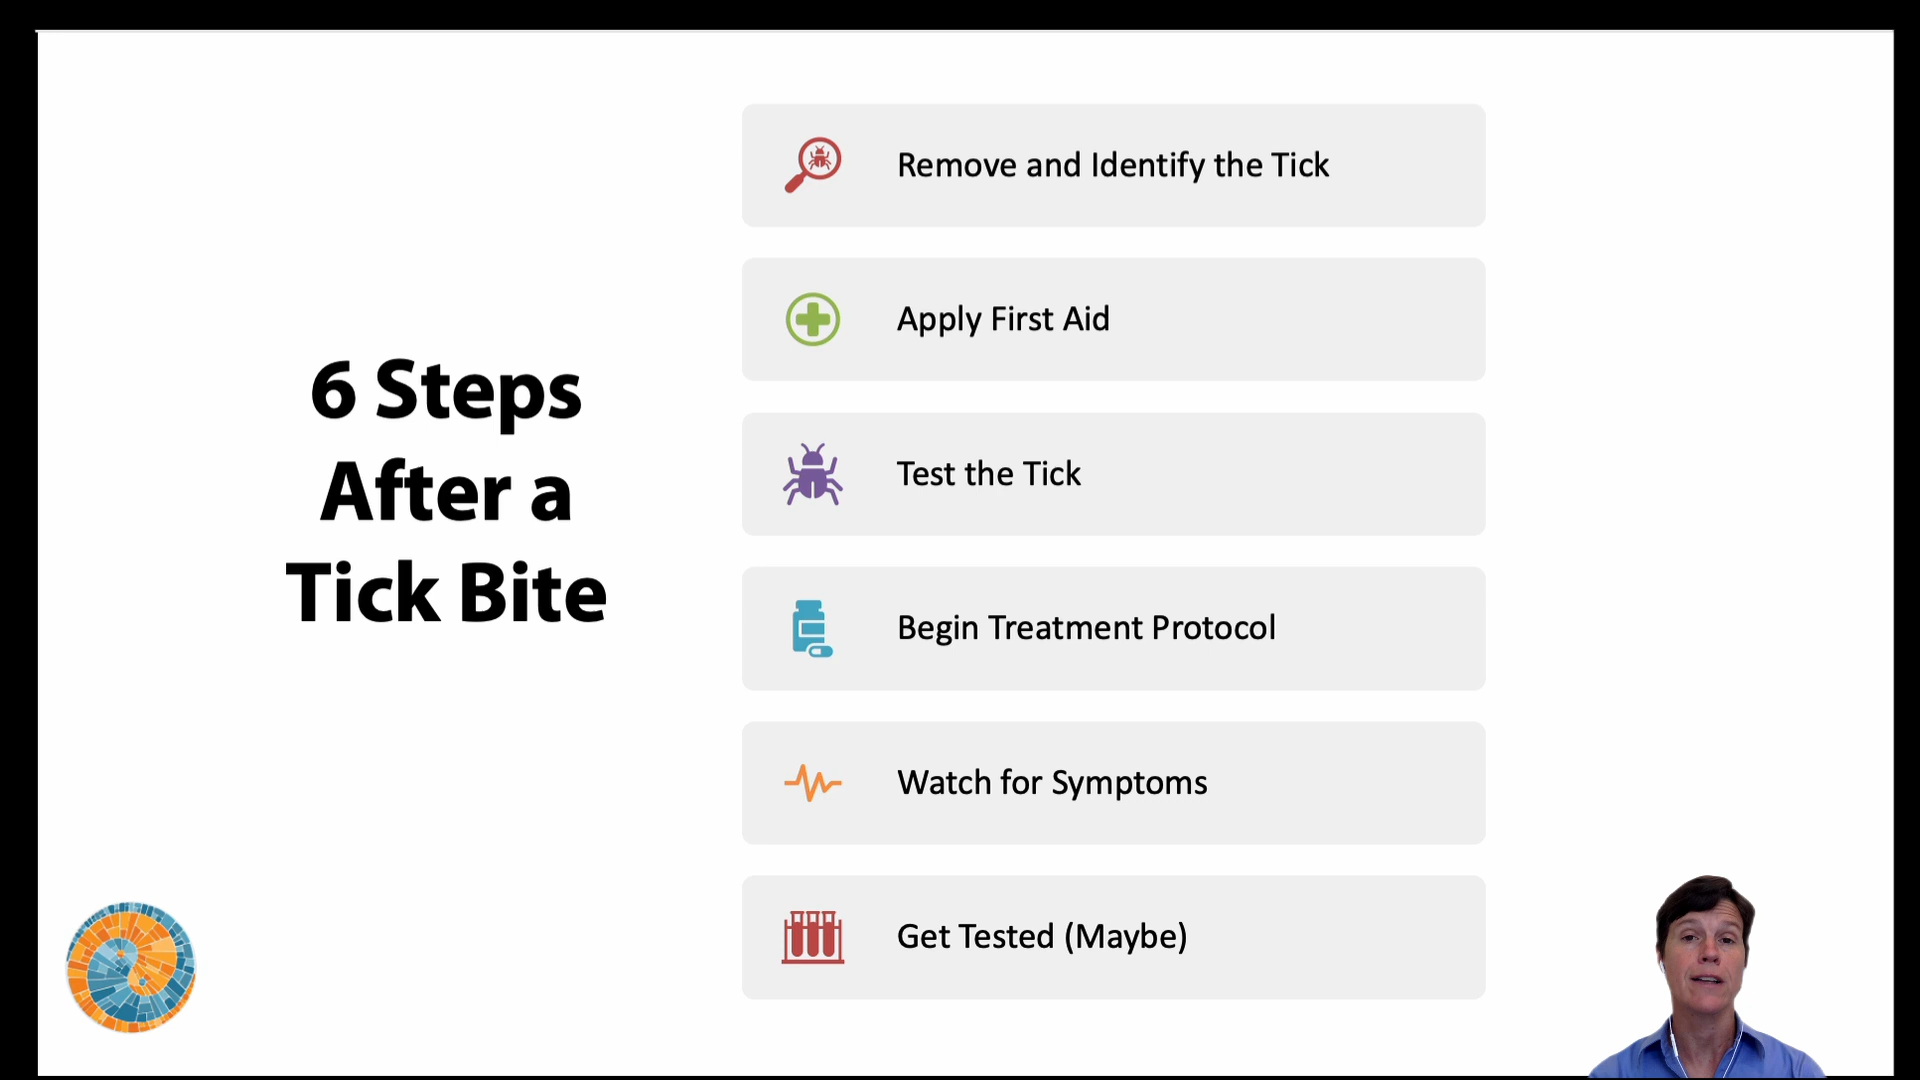 6 Steps
After a
Tick Bite
Remove and Identify the Tick
Apply First Aid
Test the Tick
Begin Treatment Protocol
Watch for Symptoms
Get Tested (Maybe)